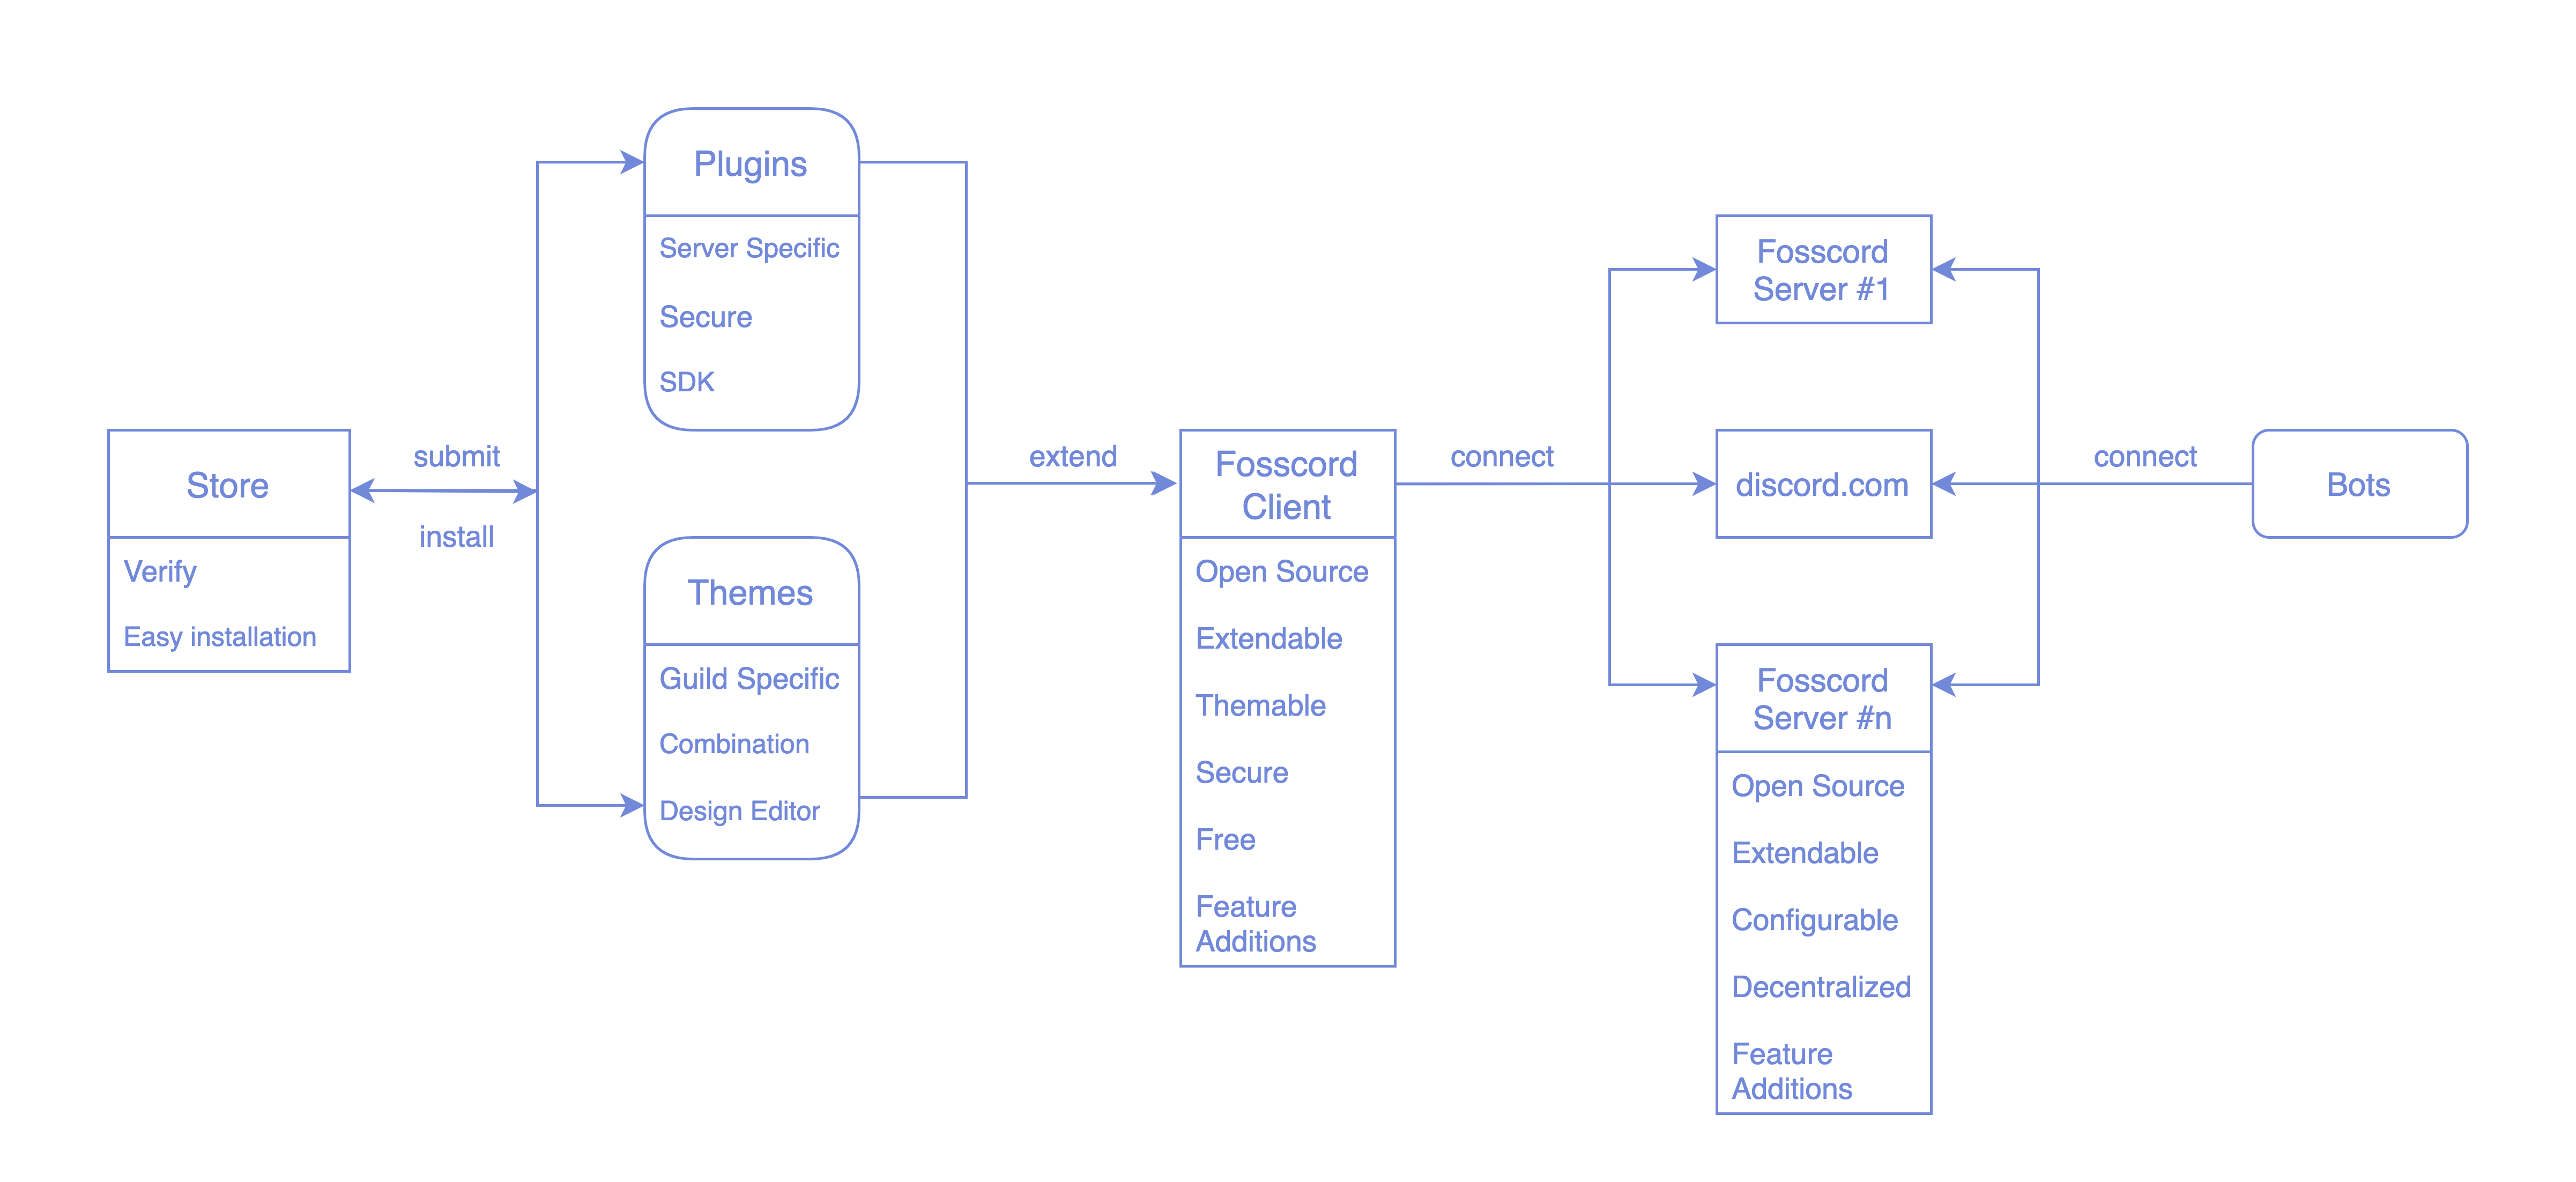 Plugins
Server Specific
Secure
SDK
Store
Verify
Easy installation
submit
install
Themes
Guild Specific
Combination
Design Editor
extend
Fosscord
Client
Open Source
Extendable
Themable
Secure
Free
Feature
Additions
connect
Fosscord
Server #1
discord.com
Fosscord
Server #n
Open Source
Extendable
Configurable
Decentralized
Feature
Additions
connect
Bots